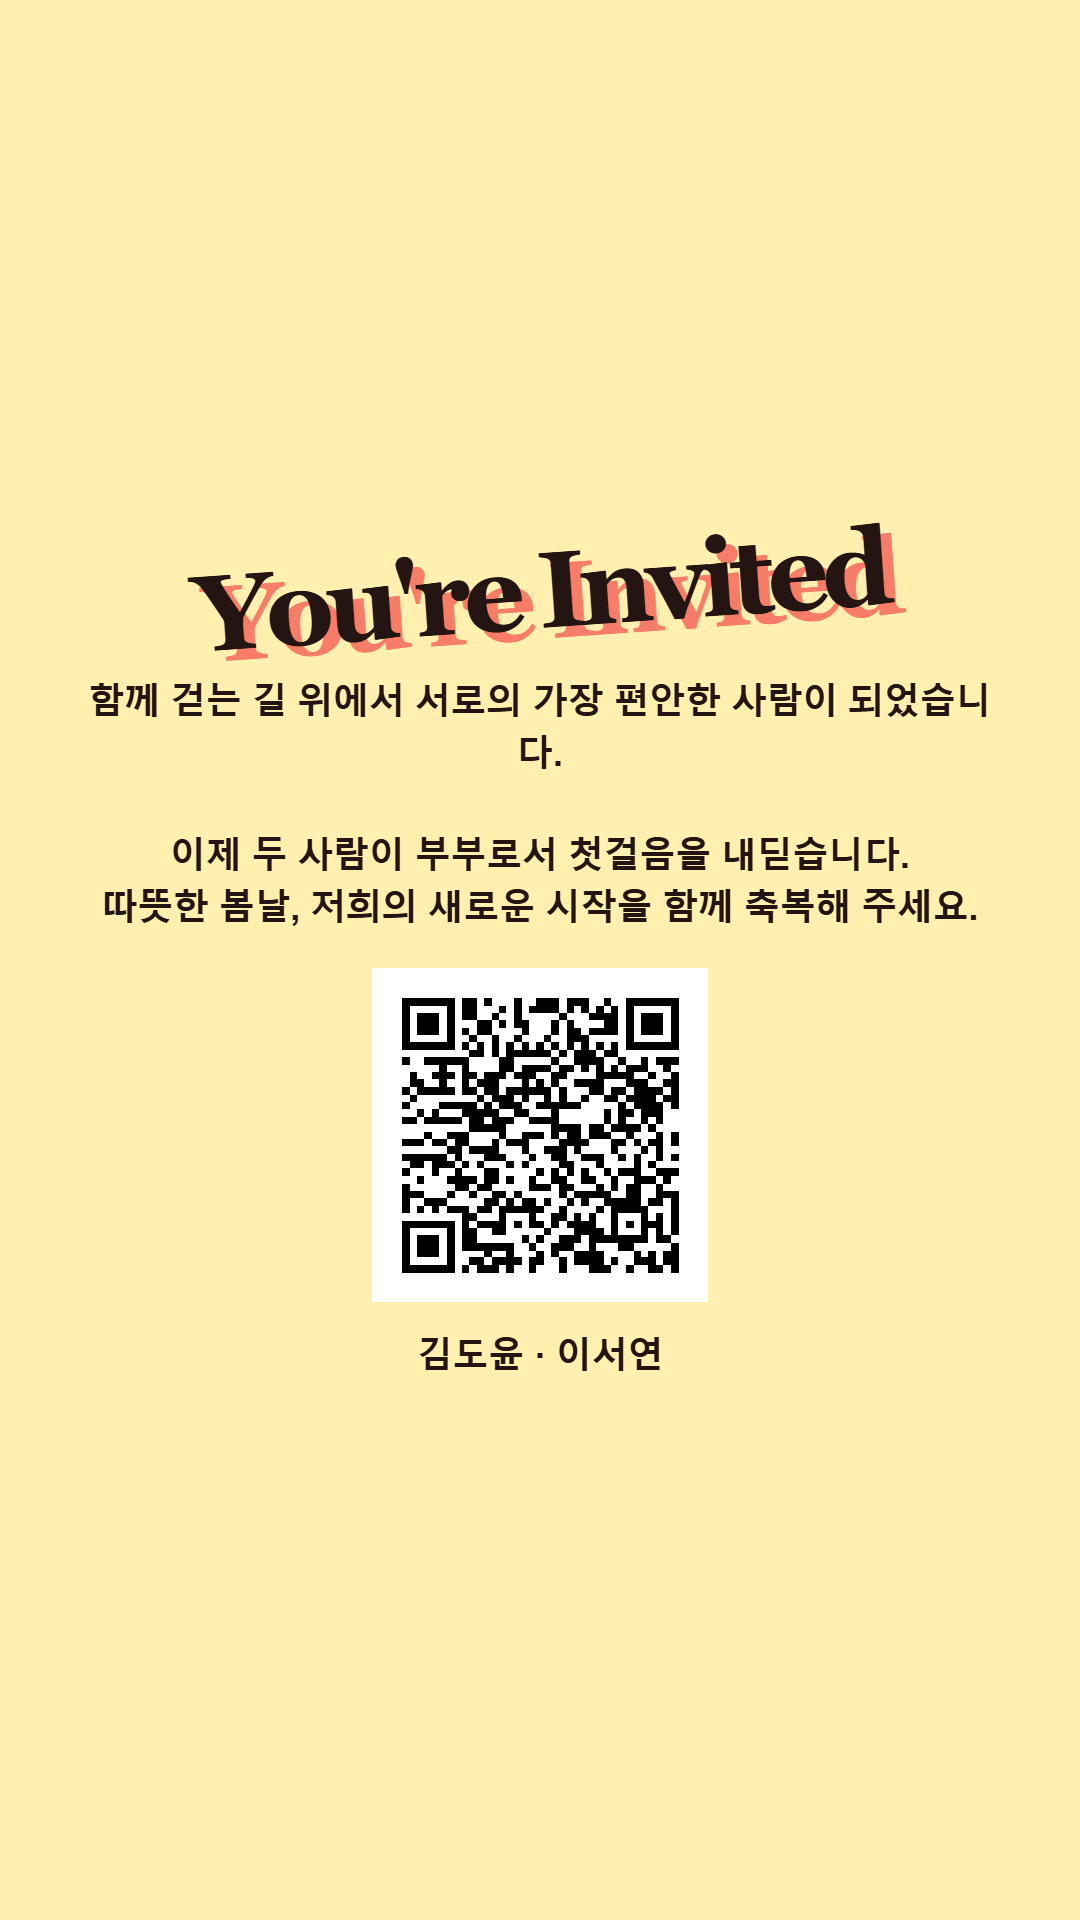 You're Invited
함께 걷는 길 위에서 서로의 가장 편안한 사람이 되었습니
다.
이제 두 사람이 부부로서 첫걸음을 내딛습니다.
따뜻한 봄날, 저희의 새로운 시작을 함께 축복해 주세요.
김도윤 · 이서연